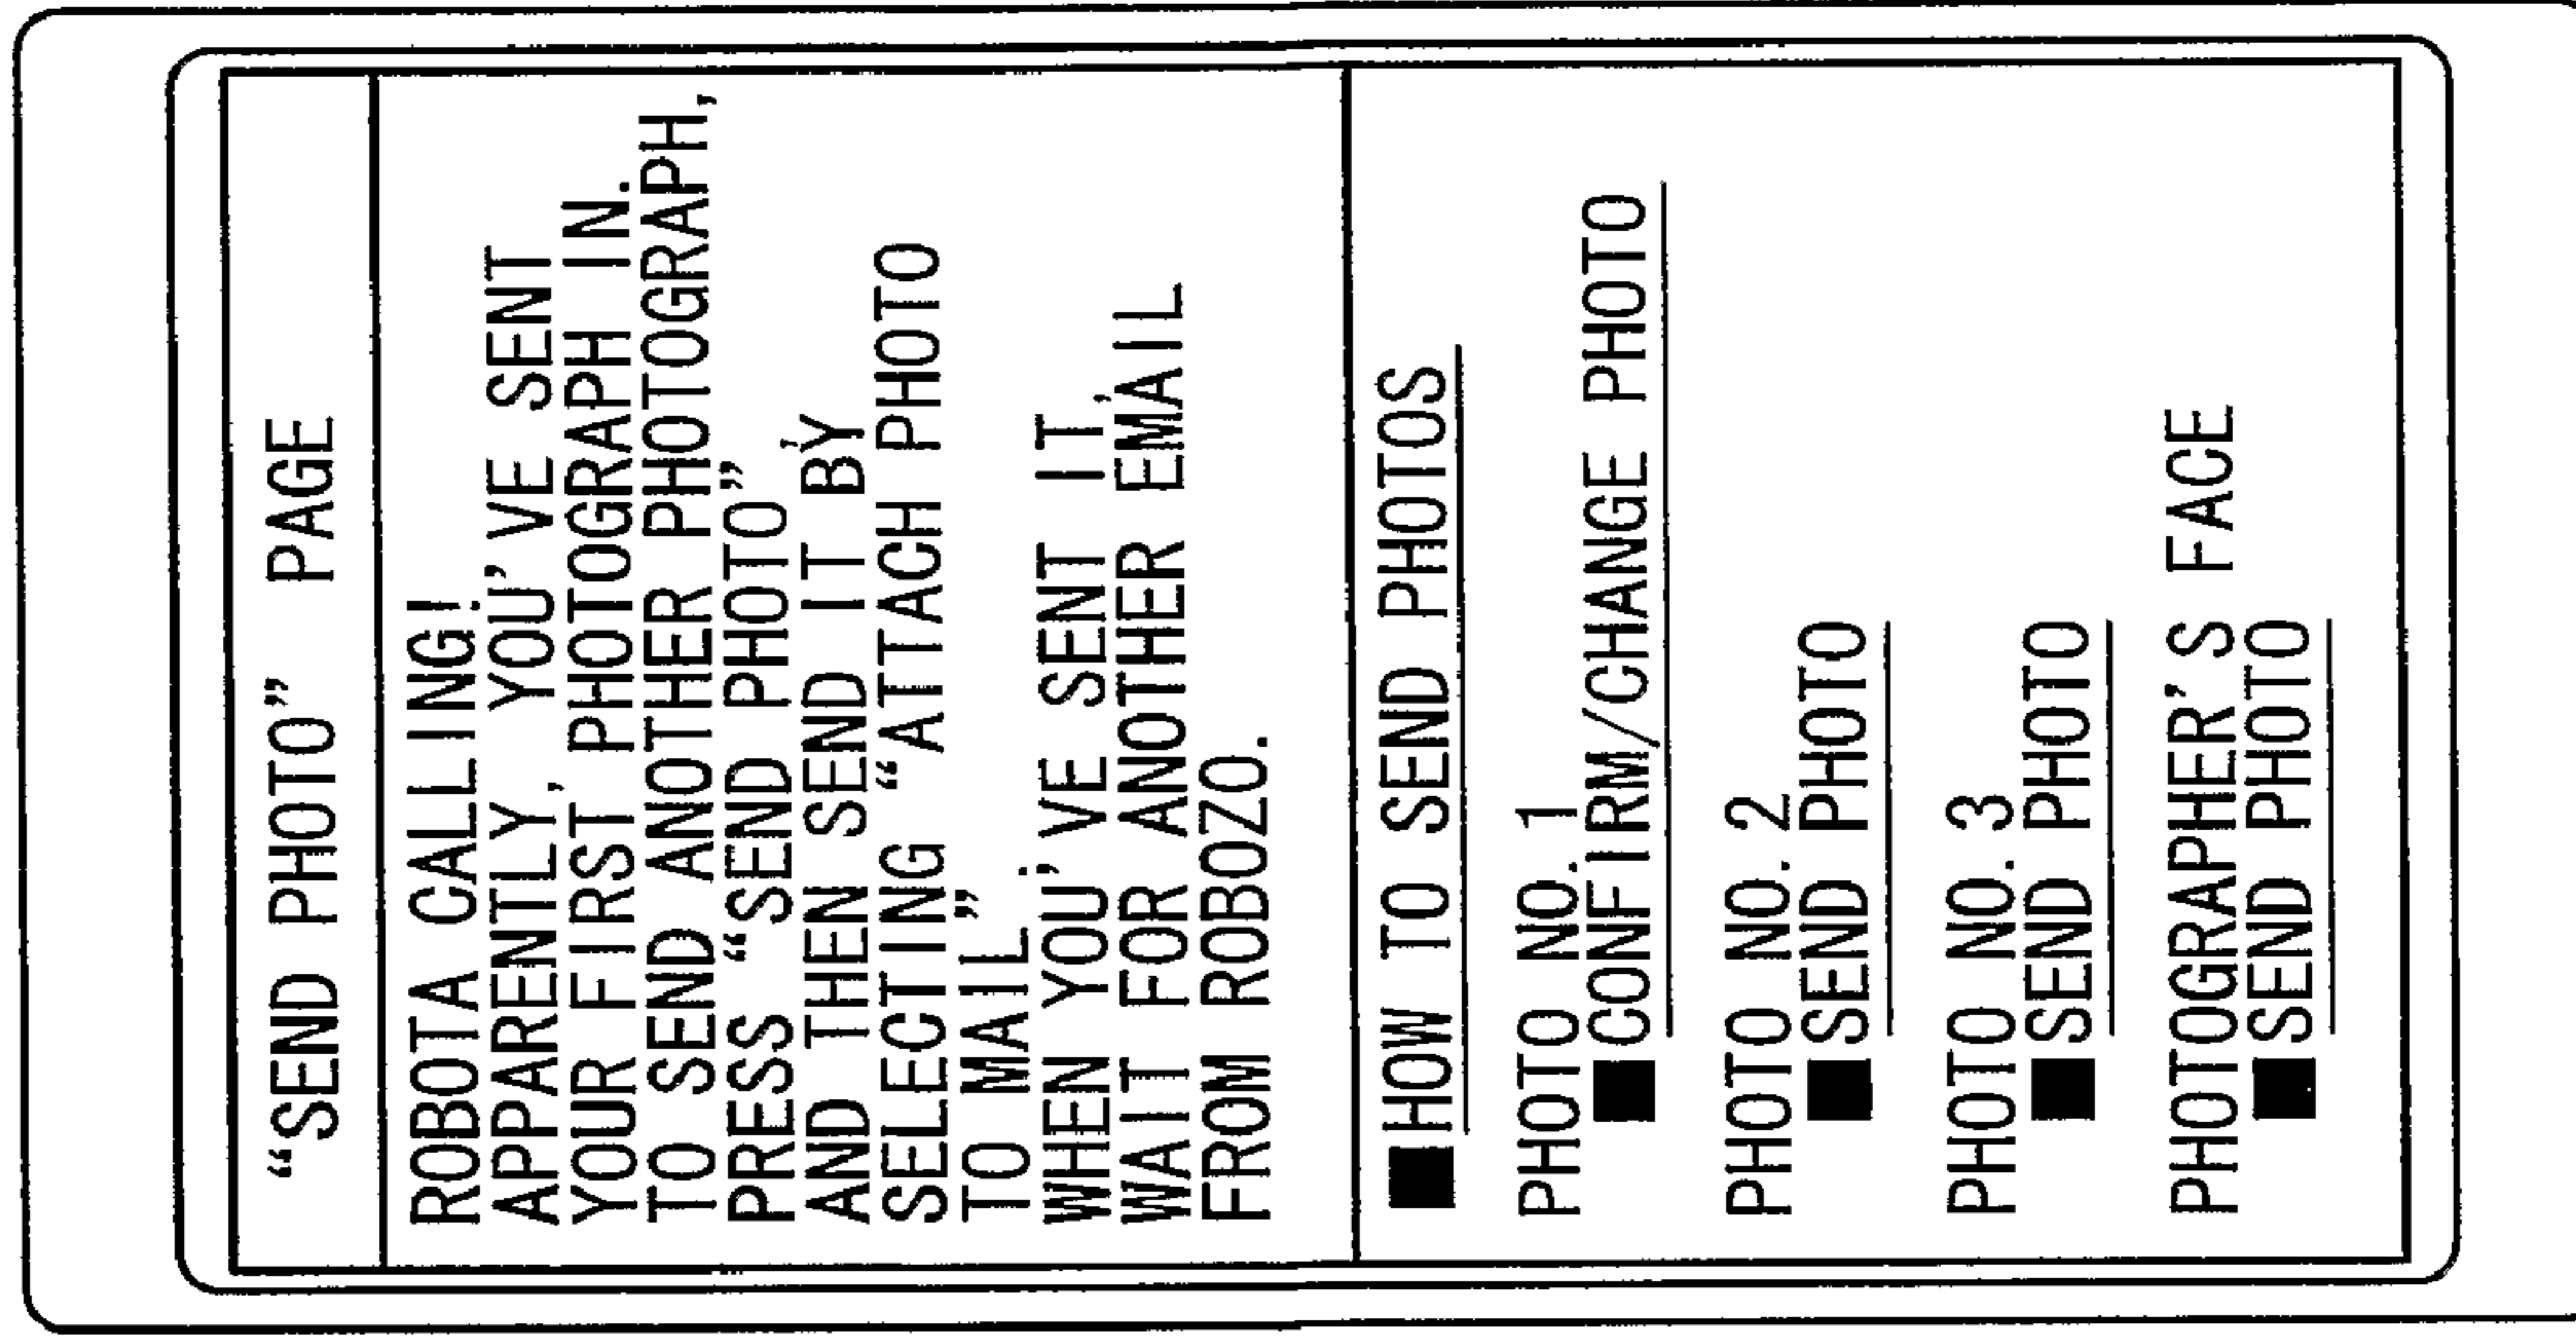 “SEND PHOTO” PAGE
ROBOTA CALLING!
APPARENTLY, YOU’VE SENT
YOUR FIRST PHOTOGRAPH IN.
TO SEND ANOTHER PHOTOGRAPH,
PRESS “SEND PHOTO”
AND THEN SEND IT BY
SELECTING “ATTACH PHOTO
TO MAIL”.
WHEN YOU’VE SENT IT,
WAIT FOR ANOTHER EMAIL
FROM ROBOZO.
■HOW TO SEND PHOTOS
PHOTO NO. 1
■CONFIRM/CHANGE PHOTO
PHOTO NO. 2
■SEND PHOTO
PHOTO NO. 3
■SEND PHOTO
PHOTOGRAPHER’S FACE
■SEND PHOTO